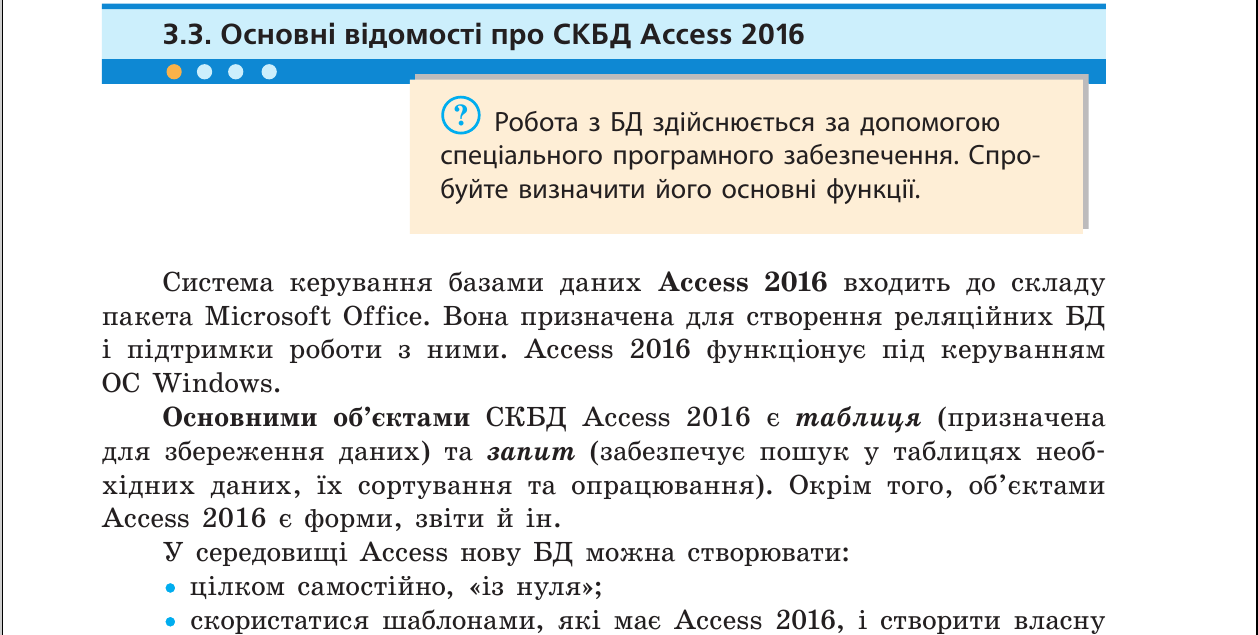 3.3. Основні відомості про СКБД Access 2016
? Робота з БД здійснюється за допомогою
спеціального програмного забезпечення. Спро-
буйте визначити його основні функції.
Система керування базами даних Access 2016 входить до складу
пакета Microsoft Office. Вона призначена для створення реляційних БД
і підтримки роботи з ними. Access 2016 функціонує під керуванням
ОС Windows.
Основними об’єктами СКБД Access 2016 є таблиця (призначена
для збереження даних) та запит (забезпечує пошук у таблицях необ-
хідних даних, їх сортування та опрацювання). Окрім того, об’єктами
Access 2016 є форми, звіти й ін.
У середовищі Access нову БД можна створювати:
• цілком самостійно, «із нуля»;
• скористатися шаблонами, які має Access 2016, і створити власну